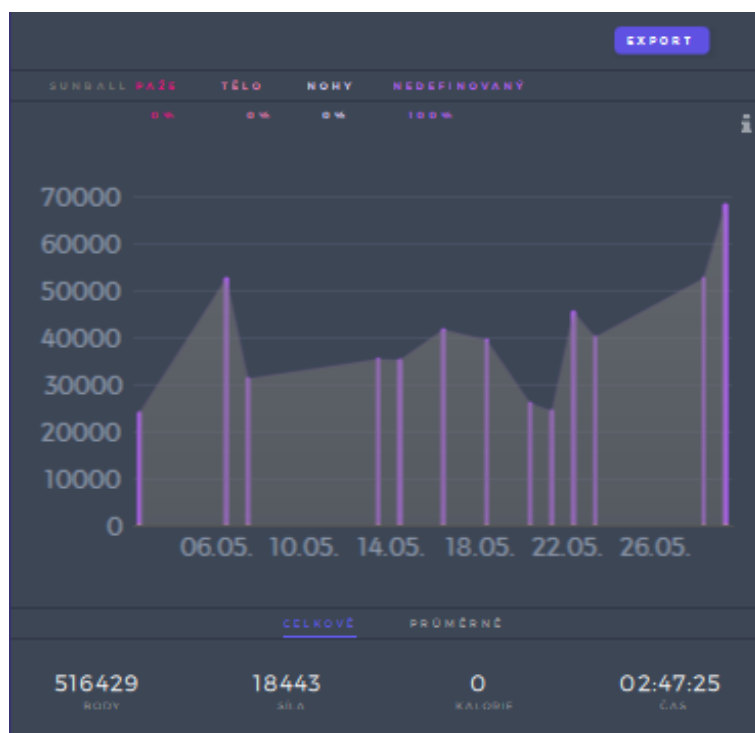 EXPORT
SUNBALL PAŽE TĚLO NOHY NEDEFINOVANÝ
0% 0% 0% 100%
i
70000
60000
50000
40000
30000
20000
10000
0
06.05. 10.05. 14.05. 18.05. 22.05. 26.05.
CELKOVĚ PRŮMĚRNĚ
516429 18443 0 02:47:25
BODY SÍLA KALORIE ČAS